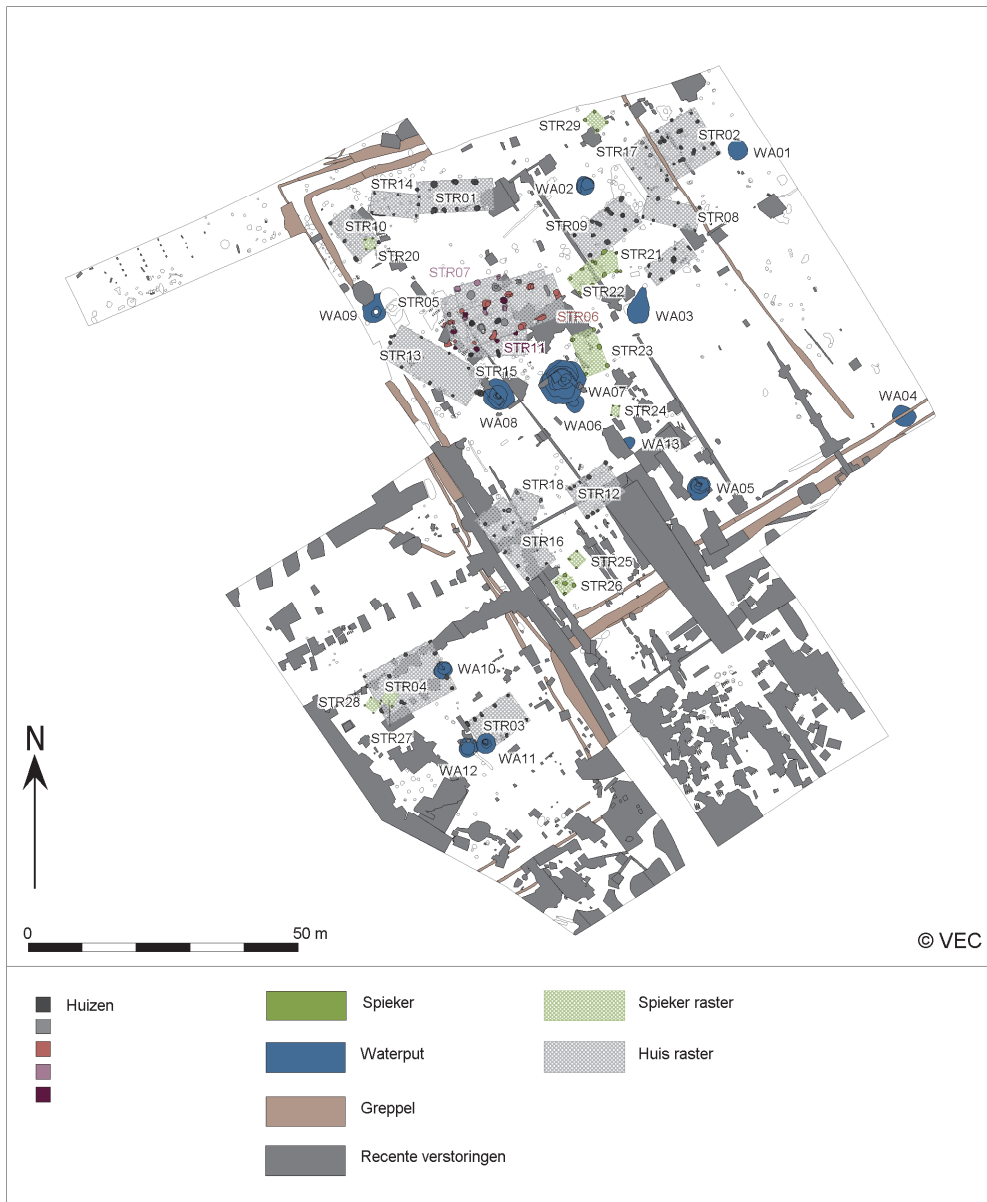 STR29
STR02
STR17
WA01
WA02
STR14
STR01
STR08
STR10
STR09
STR20
STR21
STR07
STR05
STR22
WA09
STR06
WA03
STR13
STR11
STR23
STR15
WA07
WA04
WA08
WA06
STR24
WA13
STR18
STR12
WA05
STR16
STR25
STR26
WA10
STR04
STR28
STR03
STR27
WA12
WA11
N
0 50 m
© VEC
Huizen
Spieker
Spieker raster
Waterput
Huis raster
Greppel
Recente verstoringen